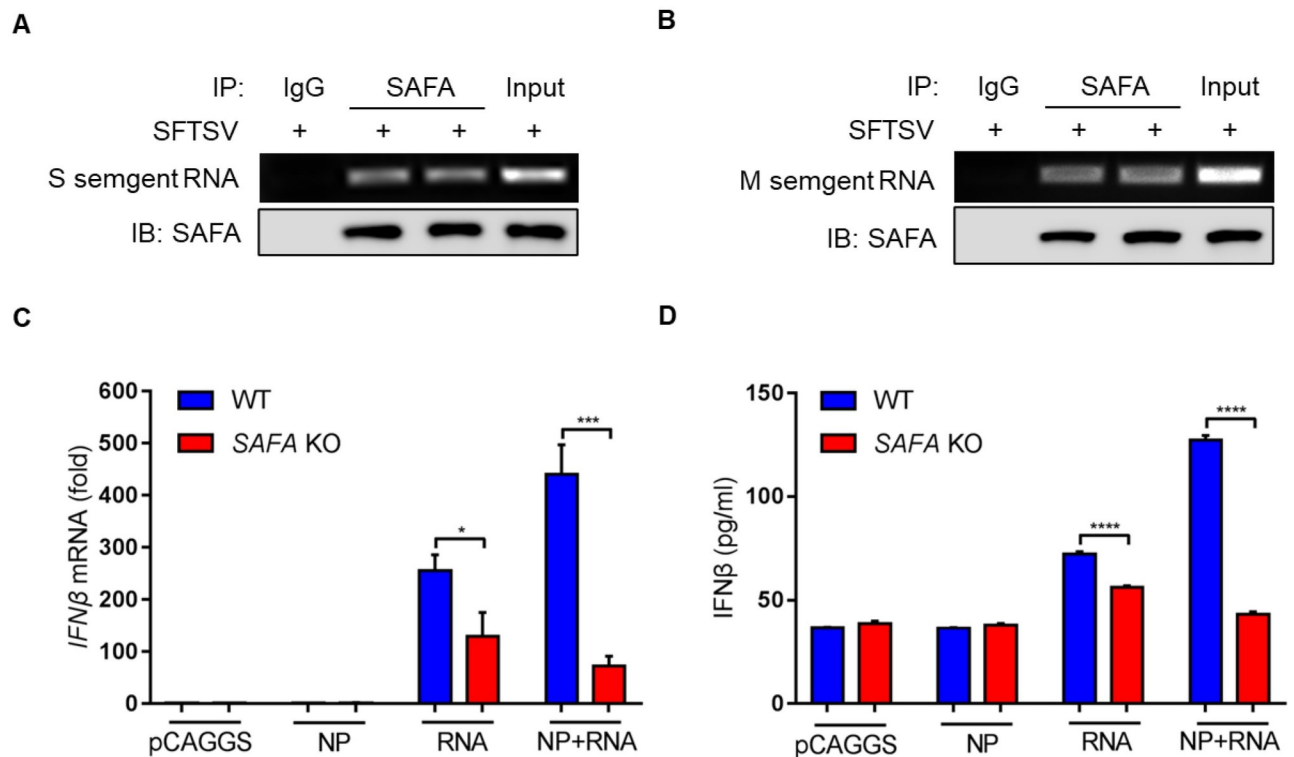 A
IP: IgG SAFA Input
SFTSV + + + +
S semgent RNA
IB: SAFA
B
IP: IgG SAFA Input
SFTSV + + + +
M semgent RNA
IB: SAFA
C
IFNβ mRNA (fold)
600
500
400
300
200
100
0
WT
SAFA KO
*
***
pCAGGS NP RNA NP+RNA
D
IFNβ (pg/ml)
150
100
50
0
WT
SAFA KO
****
****
pCAGGS NP RNA NP+RNA